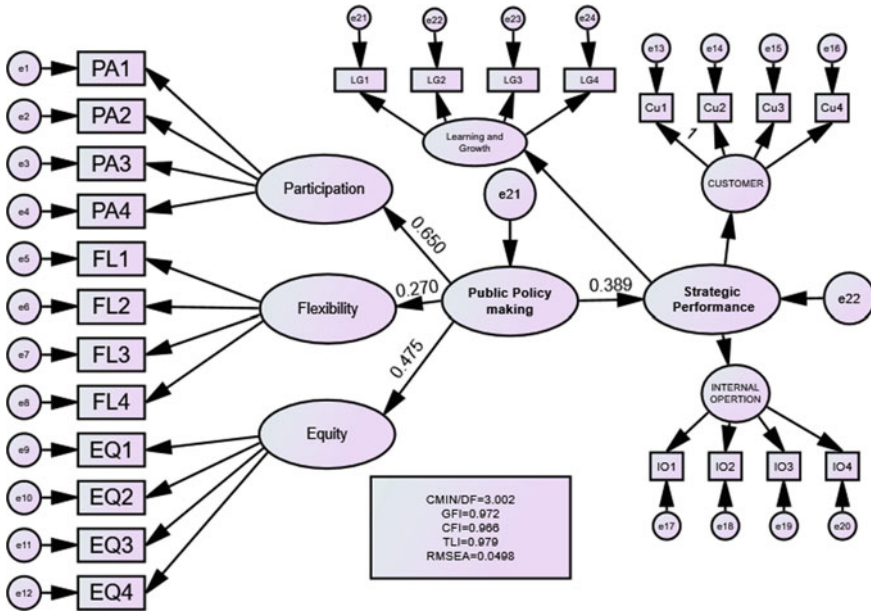 e21
e22
e23
e24
LG1
LG2
LG3
LG4
Learning and
Growth
e13
e14
e15
e16
Cu1
Cu2
Cu3
Cu4
1
CUSTOMER
e1
PA1
e2
PA2
e3
PA3
e4
PA4
e5
FL1
e6
FL2
e7
FL3
e8
FL4
e9
EQ1
e10
EQ2
e11
EQ3
e12
EQ4
Participation
Flexibility
Equity
0.650
0.270
0.475
e21
Public Policy
making
0.389
Strategic
Performance
e22
INTERNAL
OPERTION
IO1
IO2
IO3
IO4
e17
e18
e19
e20
CMIN/DF=3.002
GFI=0.972
CFI=0.966
TLI=0.979
RMSEA=0.0498